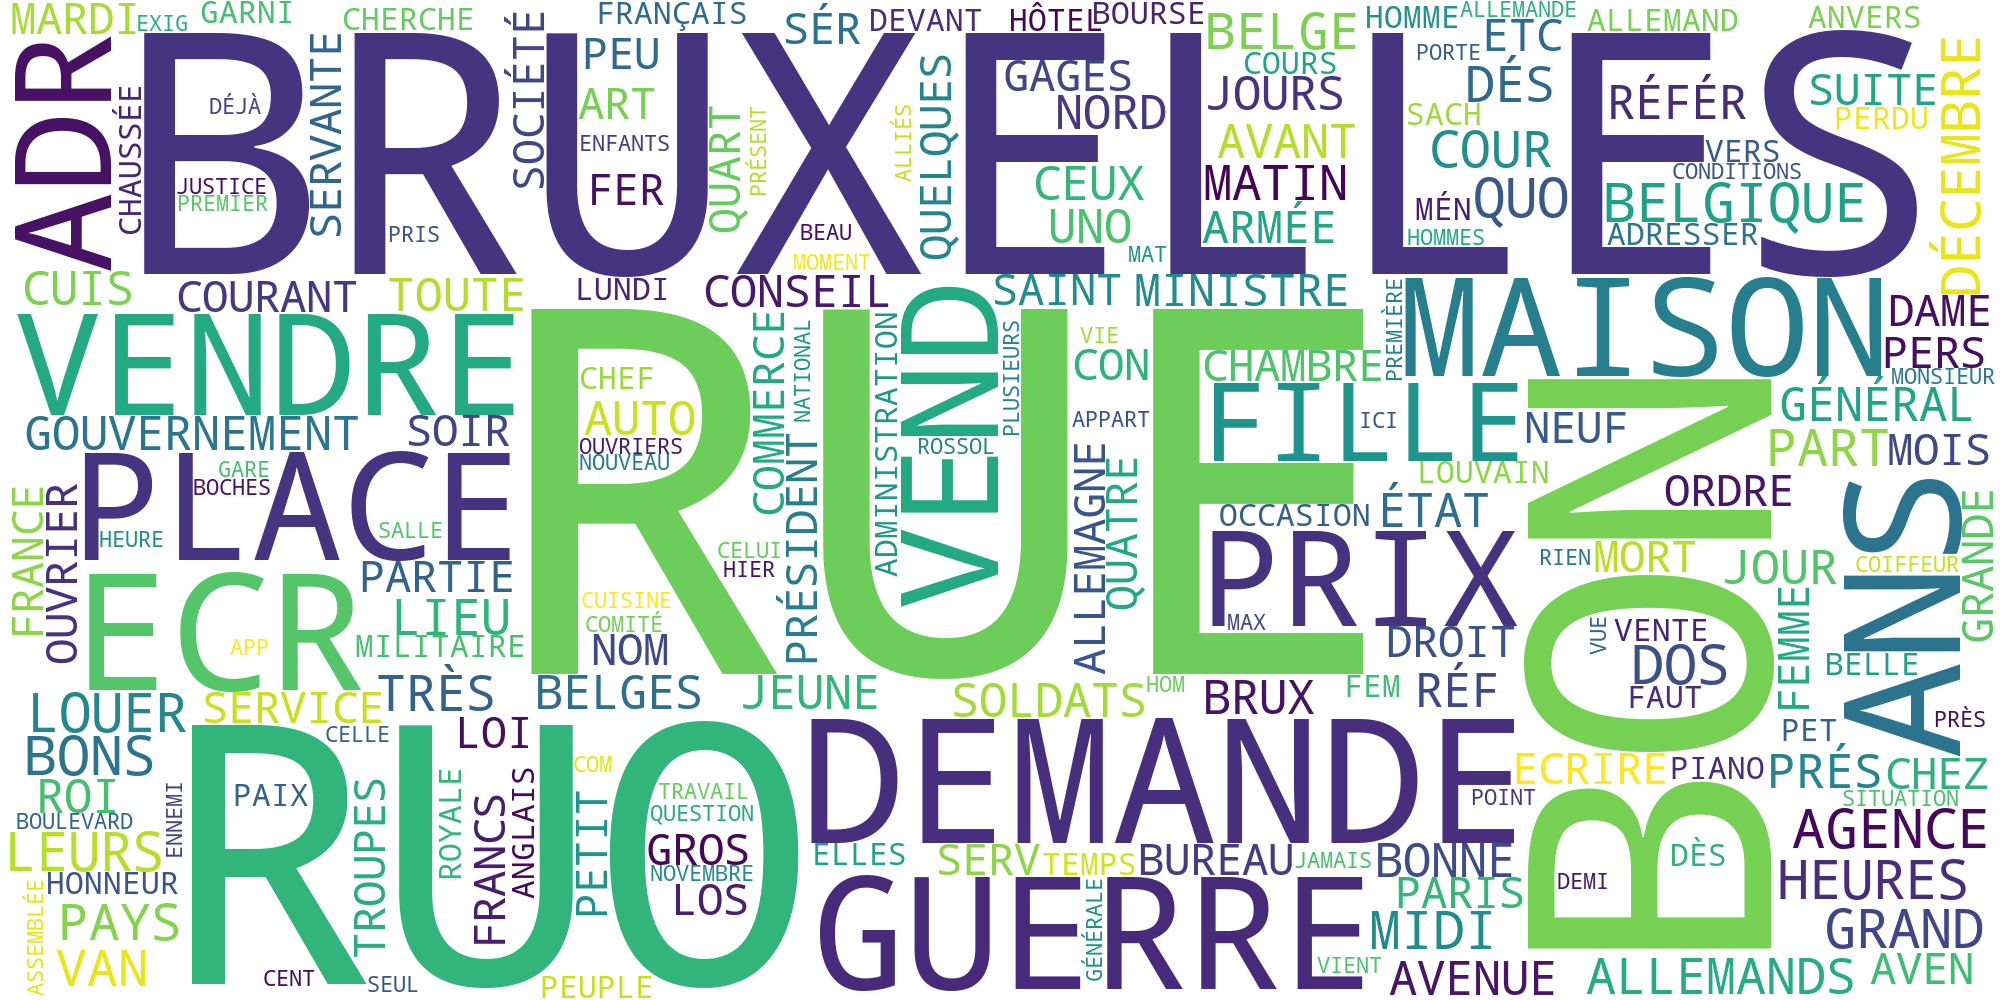 MARDI
EXIG
GARNI
CHERCHE
FRANÇAIS
SÉR
DEVANT
HÔTEL
BOURSE
BELGE
HOMME
ALLEMANDE
ETC
ALLEMAND
ANVERS
ADR
CHAUSSÉE
BRUXELLES
DÉJÀ
JUSTICE
PREMIER
SERVANTE
PRIS
SOCIÉTÉ
PEU
ART
ENFANTS
FER
QUART
PRÉSENT
BEAU
MOMENT
ALLIÉS
QUELQUES
GAGES
NORD
CEUX
UNO
MAT
COURS
JOURS
AVANT
MATIN
ARMÉE
PORTE
DÉS
SACH
COUR
MÉN
QUO
HOMMES
RÉFÉR
VERS
CONDITIONS
BELGIQUE
ADRESSER
SUITE
PERDU
DÉCEMBRE
CUIS
COURANT
TOUTE
LUNDI
CONSEIL
SAINT
MINISTRE
PREMIÈRE
MAISON
DAME
PERS
MONSIEUR
VENDRE
RUE
CHEF
AUTO
OUVRIERS
NOUVEAU
COMMERCE
NATIONAL
ADMINISTRATION
VEND
ROSSOL
PLUSIEURS
VIE
CON
APPART
CHAMBRE
FILLE
ICI
NEUF
GÉNÉRAL
PART
MOIS
GOUVERNEMENT
SOIR
PLACE
GARE
BOCHES
HEURE
SALLE
FRANCE
OUVRIER
CELUI
HIER
PRÉSIDENT
ALLEMAGNE
QUATRE
LOUVAIN
OCCASION
ÉTAT
ORDRE
PRIX
MAX
BON
RIEN
MORT
JOUR
COIFFEUR
ANS
GRANDE
ECR
APP
PARTIE
LIEU
MILITAIRE
CUISINE
COMITÉ
NOM
DROIT
VUE
VENTE
DOS
FAUT
FEMME
BELLE
LOUER
SERVICE
TRÈS
BELGES
JEUNE
SOLDATS
HOM
BRUX
FEM
RÉF
PET
PRÈS
BONS
CELLE
LOI
ROI
BOULEVARD
ENNEMI
RUO
PAIX
TROUPES
ROYALE
FRANCS
ANGLAIS
COM
PETIT
TRAVAIL
QUESTION
GROS
NOVEMBRE
LOS
DEMANDE
POINT
ECRIRE
PIANO
PRÉS
CHEZ
SITUATION
AGENCE
LEURS
HONNEUR
ASSEMBLÉE
PAYS
VAN
CENT
SEUL
PEUPLE
ELLES
SERV
TEMPS
BUREAU
JAMAIS
BONNE
GUERRE
GÉNÉRALE
PARIS
MIDI
VIENT
AVENUE
DEMI
DÈS
HEURES
GRAND
ALLEMANDS
AVEN